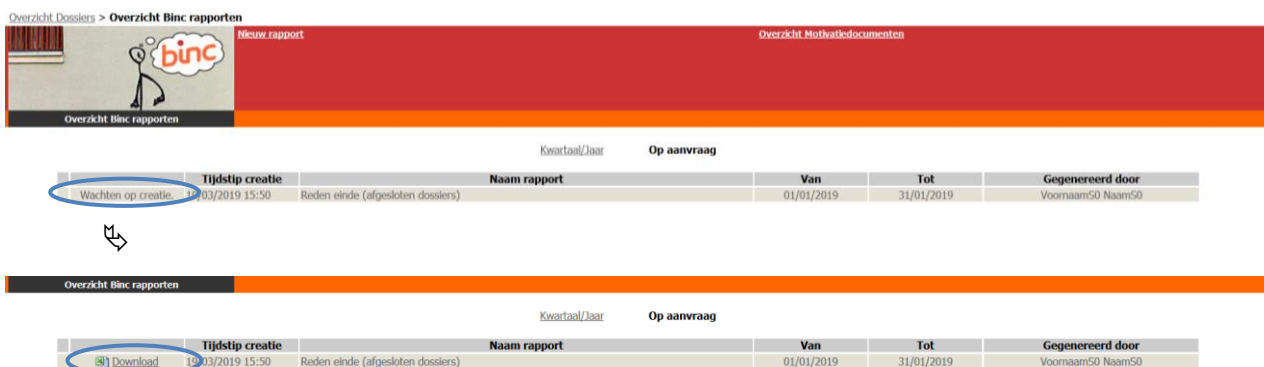 Overzicht Dossiers > Overzicht Binc rapporten
binc
Nieuw rapport Overzicht Motivatiedocumenten
Overzicht Binc rapporten
Kwartaal/Jaar Op aanvraag
Tijdstip creatie Naam rapport Van Tot Gegenereerd door
Wachten op creatie. 19/03/2019 15:50 Reden einde (afgesloten dossiers) 01/01/2019 31/01/2019 Voornaam50 Naam50
Overzicht Binc rapporten
Kwartaal/Jaar Op aanvraag
Tijdstip creatie Naam rapport Van Tot Gegenereerd door
Download 19/03/2019 15:50 Reden einde (afgesloten dossiers) 01/01/2019 31/01/2019 Voornaam50 Naam50